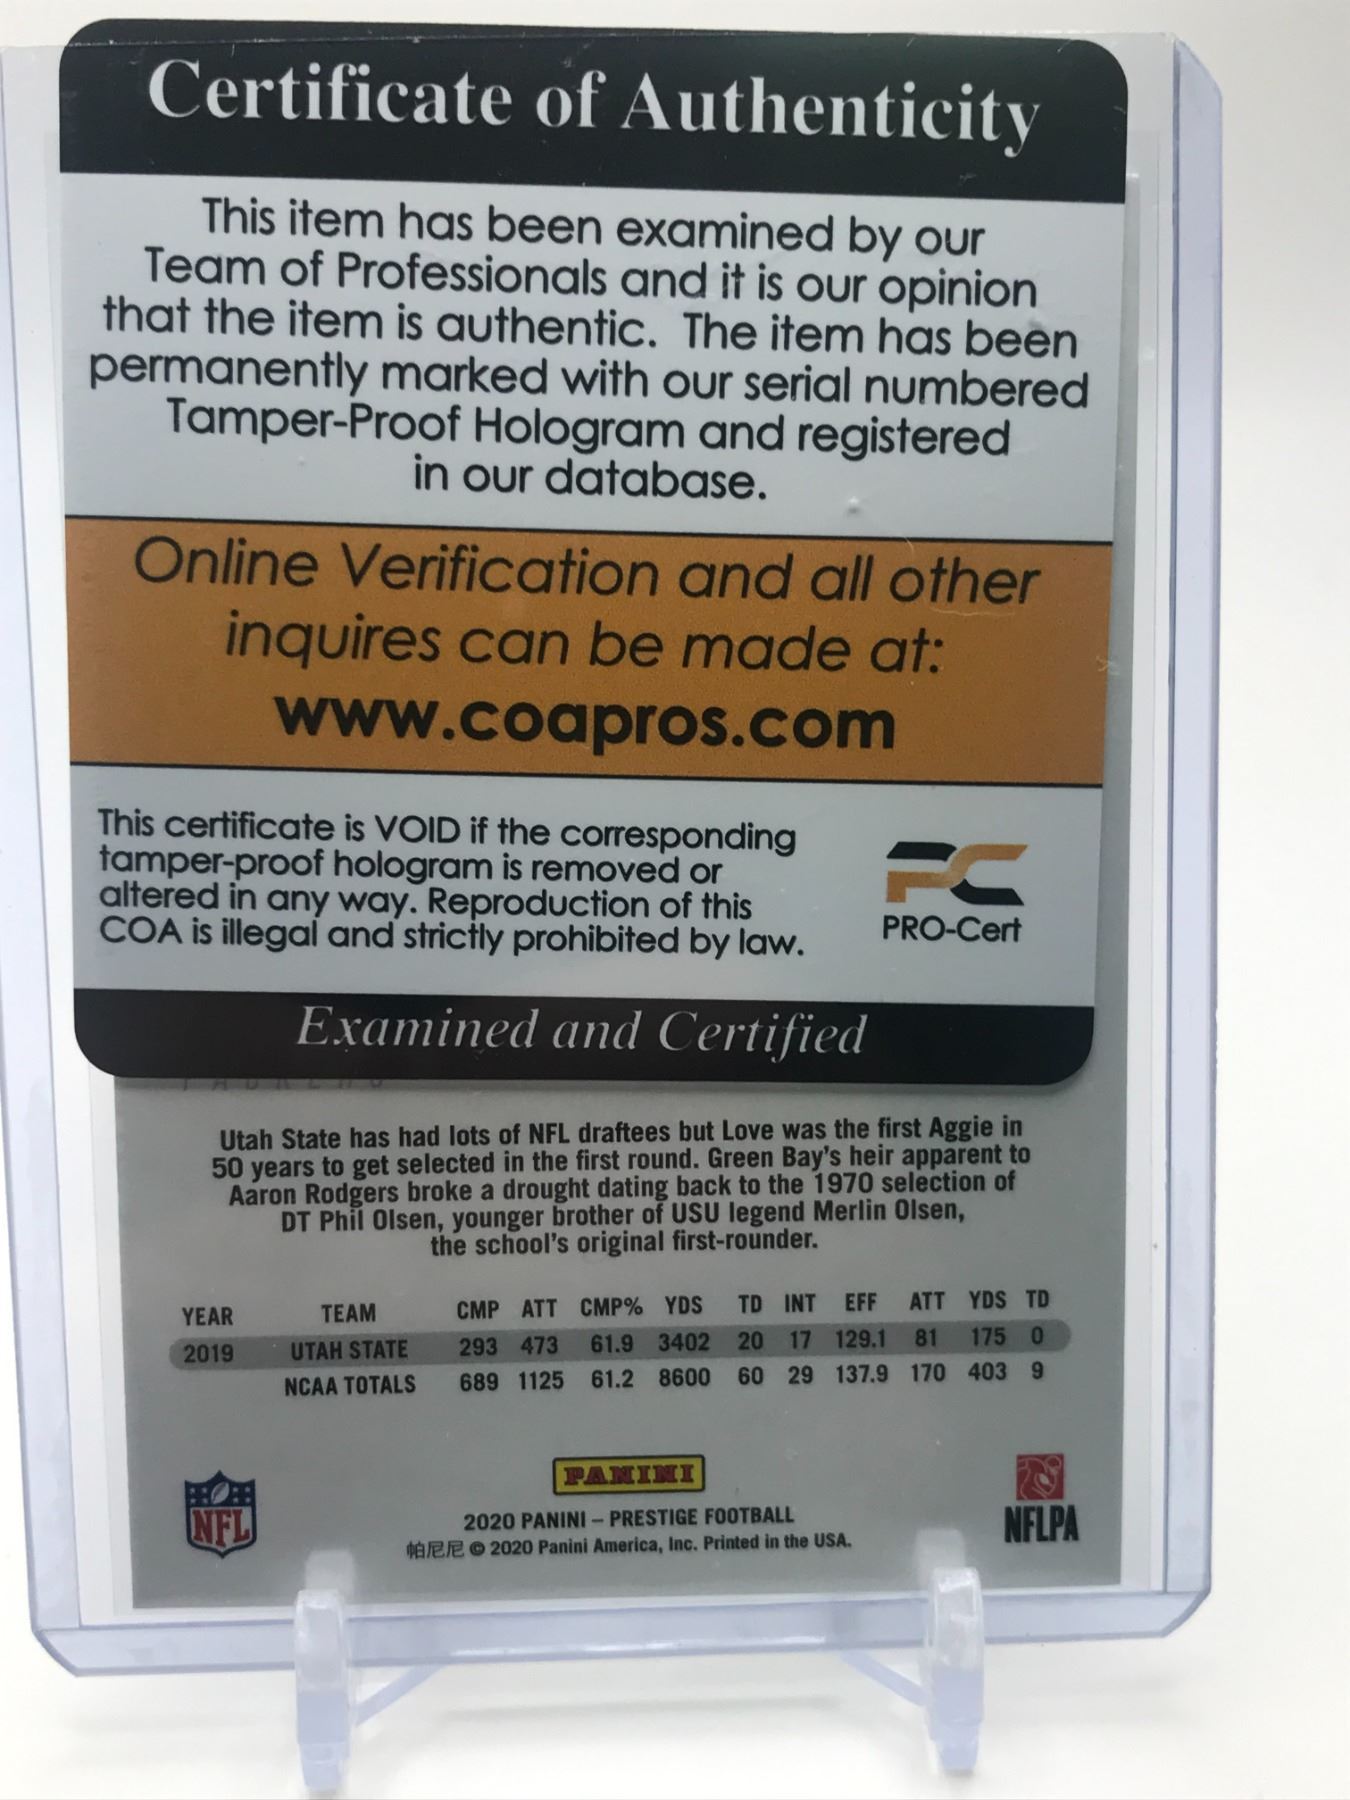 Certificate of Authenticity
This item has been examined by our
Team of Professionals and it is our opinion
that the item is authentic. The item has been
permanently marked with our serial numbered
Tamper-Proof Hologram and registered
in our database.
Online Verification and all other
inquires can be made at:
www.coapros.com
This certificate is VOID if the corresponding
tamper-proof hologram is removed or
altered in any way. Reproduction of this
COA is illegal and strictly prohibited by law.
PC
PRO-Cert
Examined and Certified
Utah State has had lots of NFL draftees but Love was the first Aggie in
50 years to get selected in the first round. Green Bay's heir apparent to
Aaron Rodgers broke a drought dating back to the 1970 selection of
DT Phil Olsen, younger brother of USU legend Merlin Olsen,
the school's original first-rounder.
YEAR TEAM CMP ATT CMP% YDS TD INT EFF ATT YDS TD
2019 UTAH STATE 293 473 61.9 3402 20 17 129.1 81 175 0
NCAA TOTALS 689 1125 61.2 8600 60 29 137.9 170 403 9
NFL
PANINI
NFLPA
2020 PANINI – PRESTIGE FOOTBALL
帕尼尼 © 2020 Panini America, Inc. Printed in the USA.